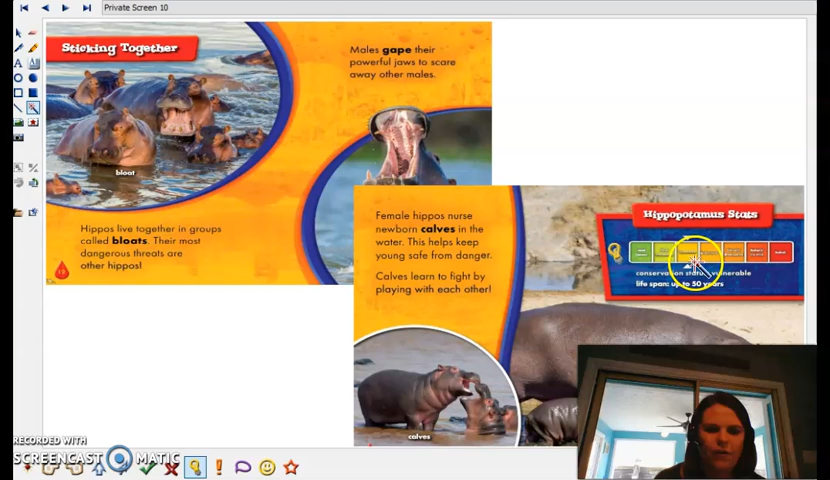 Private Screen 10
Sticking Together
bloat
Hippos live together in groups
called bloats. Their most
dangerous threats are
other hippos!
Males gape their
powerful jaws to scare
away other males.
Female hippos nurse
newborn calves in the
water. This helps keep
young safe from danger.
Calves learn to fight by
playing with each other!
calves
Hippopotamus Stats
conservation status: vulnerable
life span: up to 50 years
RECORDED WITH
SCREENCAST MATIC